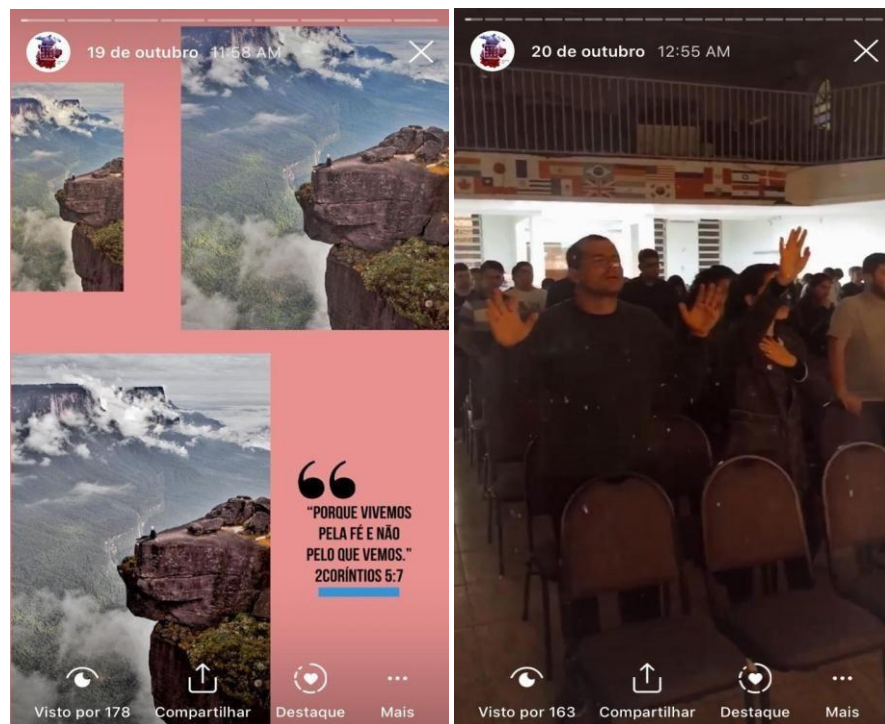 19 de outubro 11:58 AM
“PORQUE VIVEMOS
PELA FÉ E NÃO
PELO QUE VEMOS.”
2CORÍNTIOS 5:7
Visto por 178 Compartilhar Destaque Mais
20 de outubro 12:55 AM
Visto por 163 Compartilhar Destaque Mais